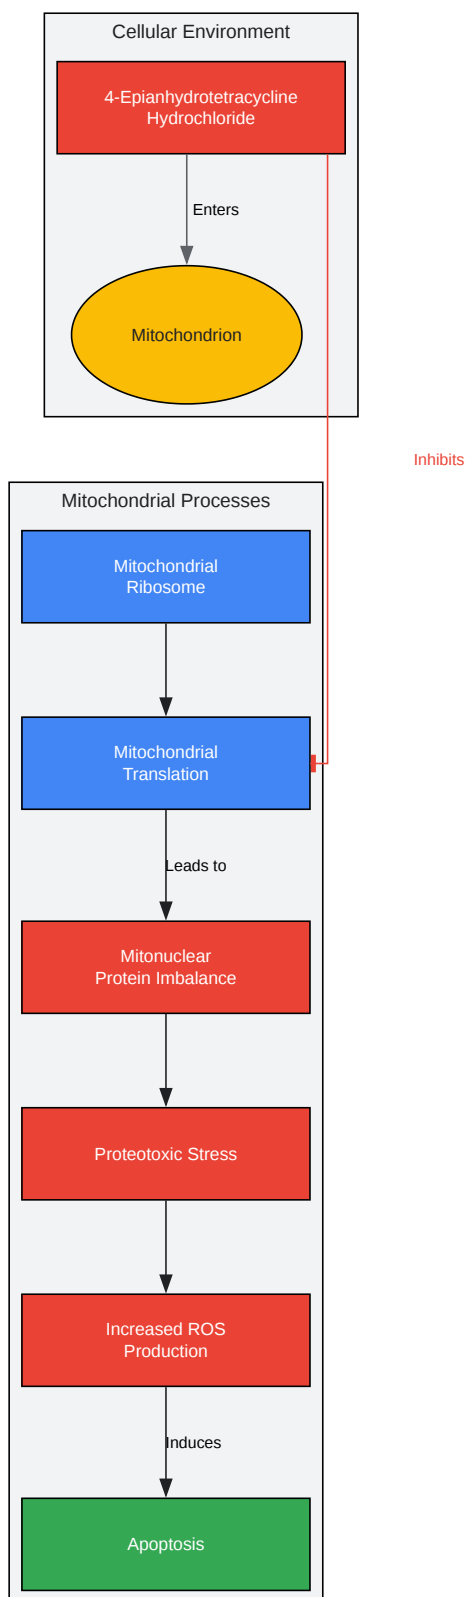 Cellular Environment
4-Epianhydrotetracycline
Hydrochloride
Enters
Mitochondrion
Inhibits
Mitochondrial Processes
Mitochondrial
Ribosome
Mitochondrial
Translation
Leads to
Mitonuclear
Protein Imbalance
Proteotoxic Stress
Increased ROS
Production
Induces
Apoptosis